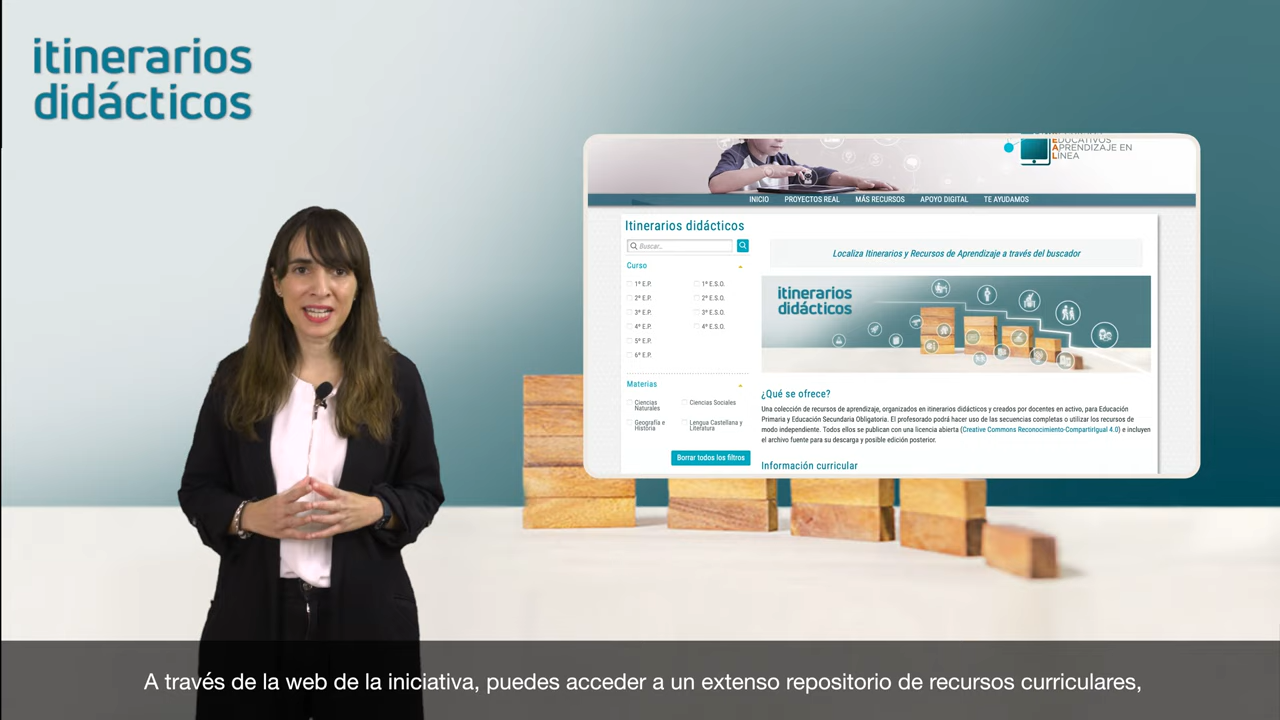 itinerarios
didácticos
EDUCATIVOS
APRENDIZAJE EN
LÍNEA
INICIO PROYECTOS REAL MÁS RECURSOS APOYO DIGITAL TE AYUDAMOS
Itinerarios didácticos
Buscar...
Curso
1º E.P. 1º E.S.O.
2º E.P. 2º E.S.O.
3º E.P. 3º E.S.O.
4º E.P. 4º E.S.O.
5º E.P.
6º E.P.
Materias
Ciencias Naturales Ciencias Sociales
Geografía e Historia Lengua Castellana y Literatura
Borrar todos los filtros
Localiza Itinerarios y Recursos de Aprendizaje a través del buscador
itinerarios
didácticos
¿Qué se ofrece?
Una colección de recursos de aprendizaje, organizados en itinerarios didácticos y creados por docentes en activo, para Educación
Primaria y Educación Secundaria Obligatoria. El profesorado podrá hacer uso de las secuencias completas o utilizar los recursos de
modo independiente. Todos ellos se publican con una licencia abierta (Creative Commons Reconocimiento-CompartirIgual 4.0) e incluyen
el archivo fuente para su descarga y posible edición posterior.
Información curricular
A través de la web de la iniciativa, puedes acceder a un extenso repositorio de recursos curriculares,